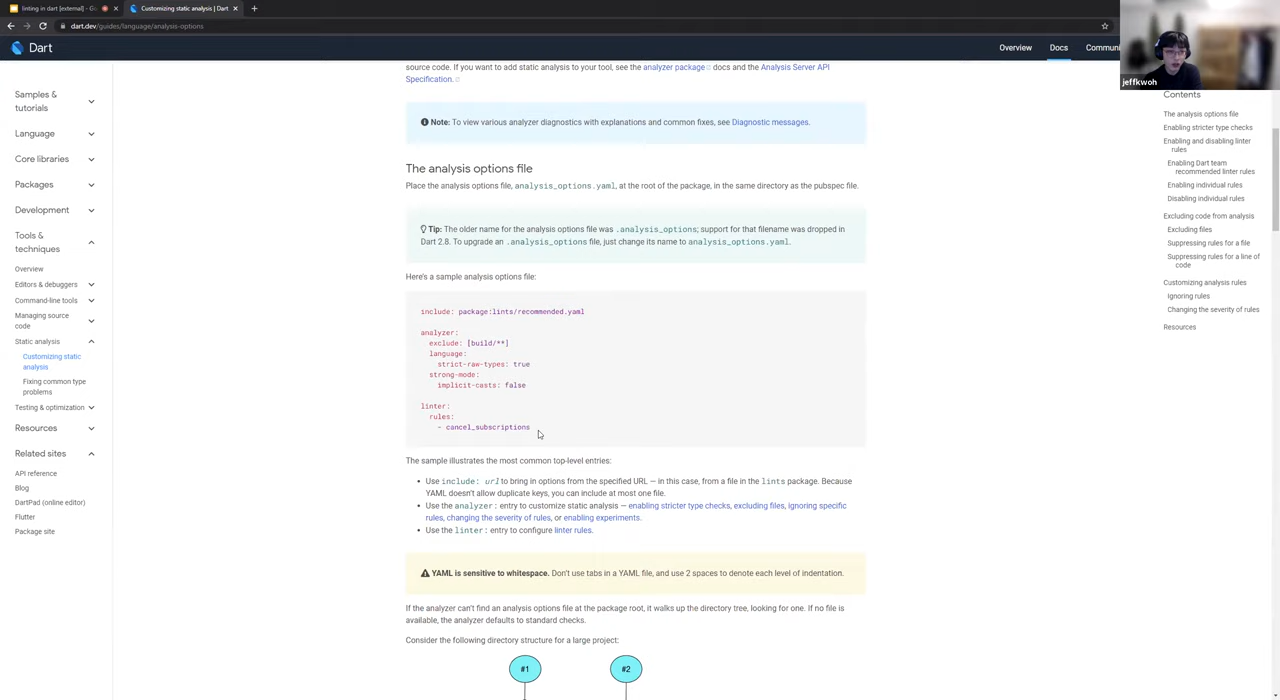 linting in dart [external]
Customizing static analysis | Dart
dart.dev/guides/language/analysis-options
Dart
Overview
Docs
Commun
jeffkwoh
Samples &
tutorials
Language
Core libraries
Packages
Development
Tools &
techniques
Overview
Editors & debuggers
Command-line tools
Managing source
code
Static analysis
Customizing static
analysis
Fixing common type
problems
Testing & optimization
Resources
Related sites
API reference
Blog
DartPad (online editor)
Flutter
Package site
source code. If you want to add static analysis to your tool, see the analyzer package docs and the Analysis Server API
Specification.
Note: To view various analyzer diagnostics with explanations and common fixes, see Diagnostic messages.
The analysis options file
Place the analysis options file, analysis_options.yaml, at the root of the package, in the same directory as the pubspec file.
Tip: The older name for the analysis options file was .analysis_options; support for that filename was dropped in
Dart 2.8. To upgrade an .analysis_options file, just change its name to analysis_options.yaml.
Here's a sample analysis options file:
include: package:lints/recommended.yaml
analyzer:
exclude: [build/**]
language:
strict-raw-types: true
strong-mode:
implicit-casts: false
linter:
rules:
- cancel_subscriptions
The sample illustrates the most common top-level entries:
• Use include: url to bring in options from the specified URL — in this case, from a file in the lints package. Because
YAML doesn't allow duplicate keys, you can include at most one file.
• Use the analyzer: entry to customize static analysis — enabling stricter type checks, excluding files, ignoring specific
rules, changing the severity of rules, or enabling experiments.
• Use the linter: entry to configure linter rules.
YAML is sensitive to whitespace. Don't use tabs in a YAML file, and use 2 spaces to denote each level of indentation.
If the analyzer can't find an analysis options file at the package root, it walks up the directory tree, looking for one. If no file is
available, the analyzer defaults to standard checks.
Consider the following directory structure for a large project:
#1
#2
Contents
The analysis options file
Enabling stricter type checks
Enabling and disabling linter
rules
Enabling Dart team
recommended linter rules
Enabling individual rules
Disabling individual rules
Excluding code from analysis
Excluding files
Suppressing rules for a file
Suppressing rules for a line of
code
Customizing analysis rules
Ignoring rules
Changing the severity of rules
Resources